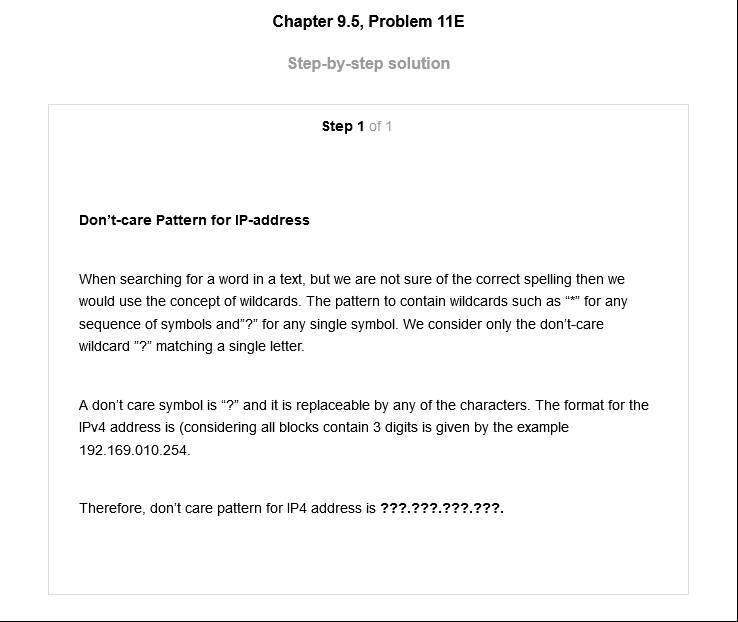 Chapter 9.5, Problem 11E
Step-by-step solution
Step 1 of 1
Don’t-care Pattern for IP-address
When searching for a word in a text, but we are not sure of the correct spelling then we
would use the concept of wildcards. The pattern to contain wildcards such as “*” for any
sequence of symbols and”?” for any single symbol. We consider only the don’t-care
wildcard ”?” matching a single letter.
A don’t care symbol is “?” and it is replaceable by any of the characters. The format for the
IPv4 address is (considering all blocks contain 3 digits is given by the example
192.169.010.254.
Therefore, don’t care pattern for IP4 address is ???.???.???.???.